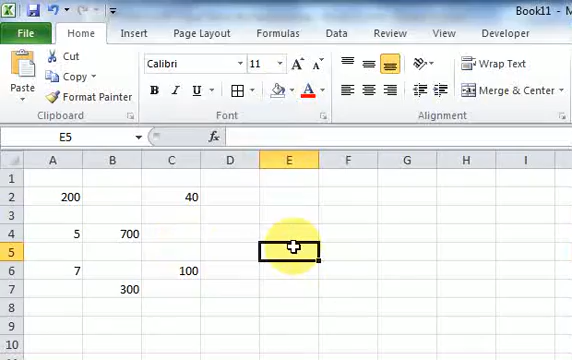 Book11 - M
File Home Insert Page Layout Formulas Data Review View Developer
Paste Cut Copy Format Painter Calibri 11 A A Wrap Text
B I U A Merge & Center
Clipboard Font Alignment
E5 fx
A B C D E F G H I
1
2 200 40
3
4 5 700
5
6 7 100
7 300
8
9
10